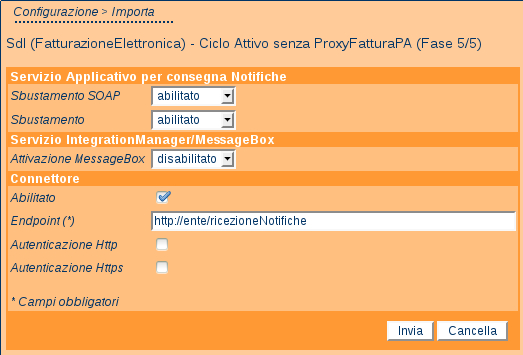 Configurazione > Importa
SdI (FatturazioneElettronica) - Ciclo Attivo senza ProxyFatturaPA (Fase 5/5)
Servizio Applicativo per consegna Notifiche
Sbustamento SOAP abilitato
Sbustamento abilitato
Servizio IntegrationManager/MessageBox
Attivazione MessageBox disabilitato
Connettore
Abilitato
Endpoint (*) http://ente/ricezioneNotifiche
Autenticazione Http
Autenticazione Https
* Campi obbligatori
Invia Cancella